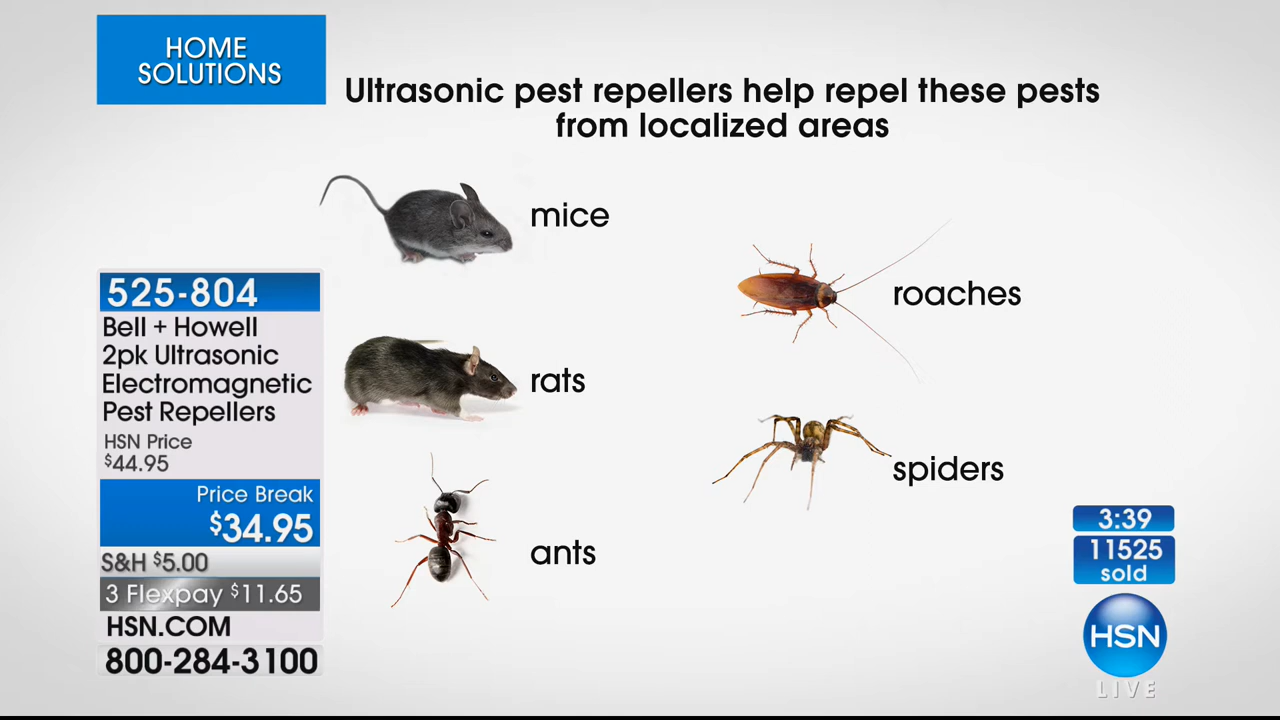 HOME
SOLUTIONS
Ultrasonic pest repellers help repel these pests
from localized areas
mice
roaches
rats
spiders
ants
525-804
Bell + Howell
2pk Ultrasonic
Electromagnetic
Pest Repellers
HSN Price
$44.95
Price Break
$34.95
S&H $5.00
3 Flexpay $11.65
HSN.COM
800-284-3100
3:39
11525
sold
HSN
LIVE